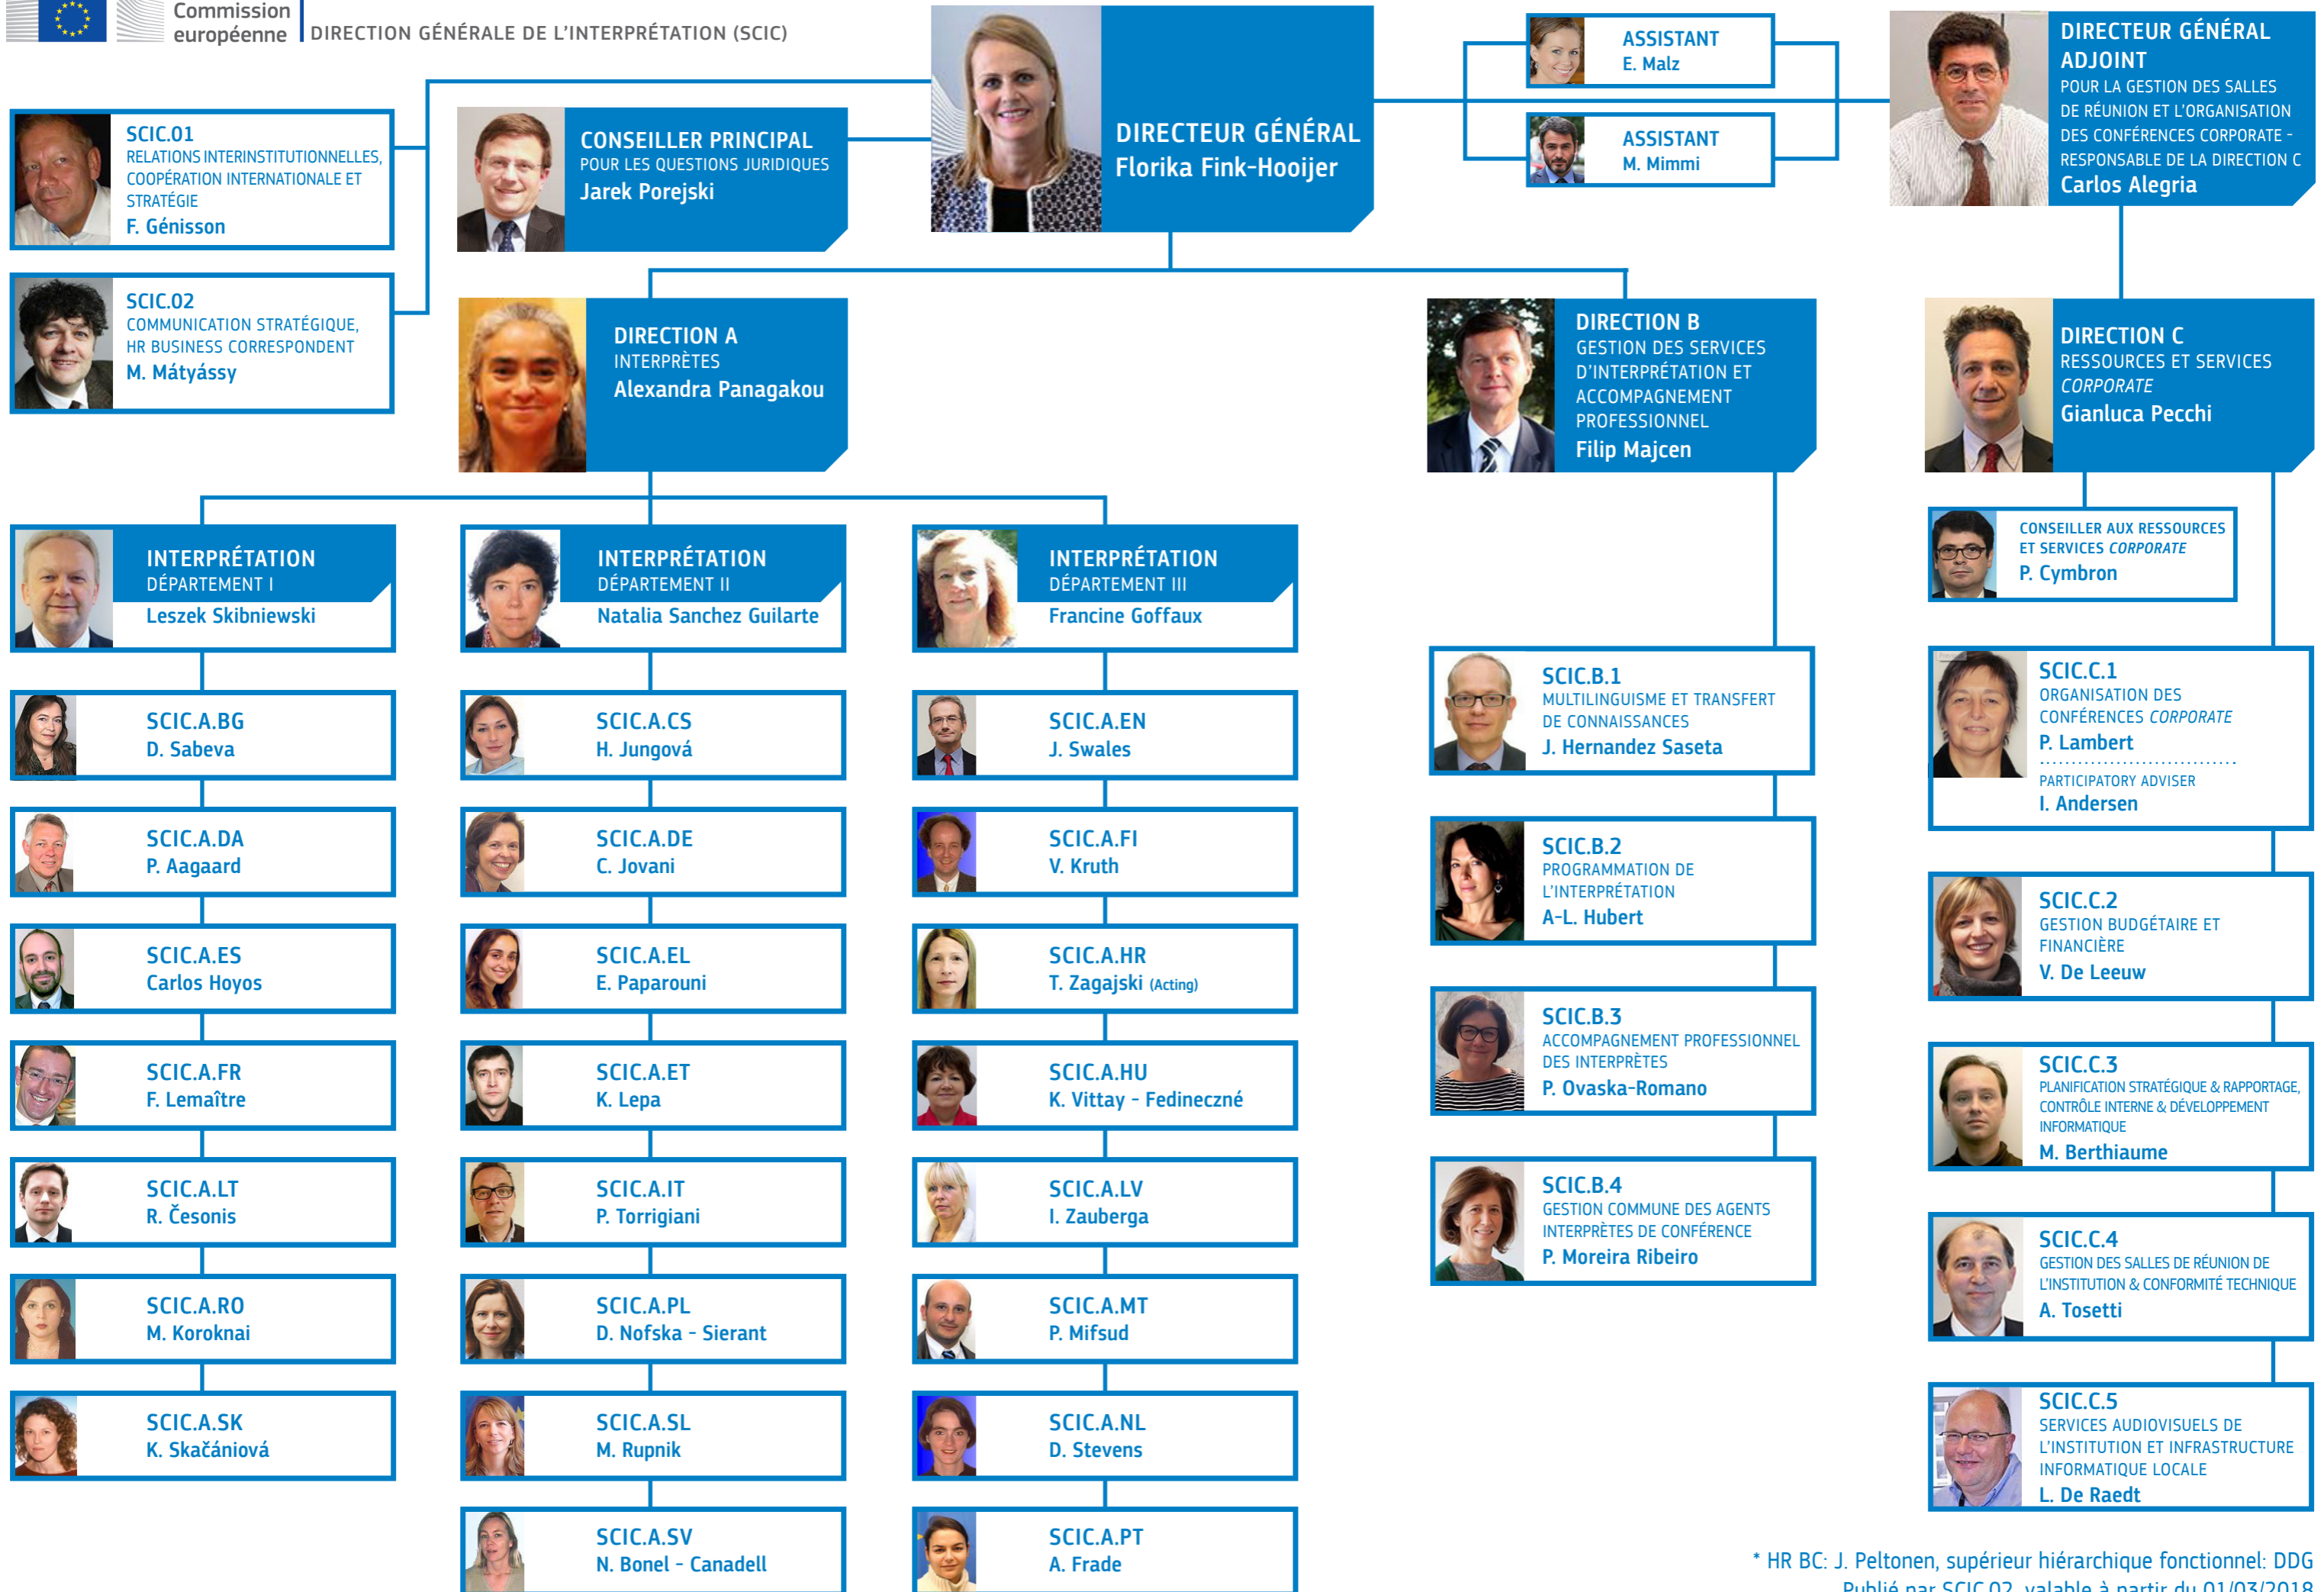 Commission
européenne
DIRECTION GÉNÉRALE DE L'INTERPRÉTATION (SCIC)
DIRECTEUR GÉNÉRAL
Florika Fink-Hooijer
ASSISTANT
E. Malz
ASSISTANT
M. Mimmi
DIRECTEUR GÉNÉRAL
ADJOINT
POUR LA GESTION DES SALLES
DE RÉUNION ET L'ORGANISATION
DES CONFÉRENCES CORPORATE -
RESPONSABLE DE LA DIRECTION C
Carlos Alegria
SCIC.01
RELATIONS INTERINSTITUTIONNELLES,
COOPÉRATION INTERNATIONALE ET
STRATÉGIE
F. Génisson
CONSEILLER PRINCIPAL
POUR LES QUESTIONS JURIDIQUES
Jarek Porejski
SCIC.02
COMMUNICATION STRATÉGIQUE,
HR BUSINESS CORRESPONDENT
M. Mátyássy
DIRECTION A
INTERPRÈTES
Alexandra Panagakou
DIRECTION B
GESTION DES SERVICES
D'INTERPRÉTATION ET
ACCOMPAGNEMENT
PROFESSIONNEL
Filip Majcen
DIRECTION C
RESSOURCES ET SERVICES
CORPORATE
Gianluca Pecchi
INTERPRÉTATION
DÉPARTEMENT I
Leszek Skibniewski
SCIC.A.BG
D. Sabeva
SCIC.A.DA
P. Aagaard
SCIC.A.ES
Carlos Hoyos
SCIC.A.FR
F. Lemaître
SCIC.A.LT
R. Česonis
SCIC.A.RO
M. Koroknai
SCIC.A.SK
K. Skačániová
INTERPRÉTATION
DÉPARTEMENT II
Natalia Sanchez Guilarte
SCIC.A.CS
H. Jungová
SCIC.A.DE
C. Jovani
SCIC.A.EL
E. Paparouni
SCIC.A.ET
K. Lepa
SCIC.A.IT
P. Torrigiani
SCIC.A.PL
D. Nofska - Sierant
SCIC.A.SL
M. Rupnik
SCIC.A.SV
N. Bonel - Canadell
INTERPRÉTATION
DÉPARTEMENT III
Francine Goffaux
SCIC.A.EN
J. Swales
SCIC.A.FI
V. Kruth
SCIC.A.HR
T. Zagajski (Acting)
SCIC.A.HU
K. Vittay - Fedineczné
SCIC.A.LV
I. Zauberga
SCIC.A.MT
P. Mifsud
SCIC.A.NL
D. Stevens
SCIC.A.PT
A. Frade
SCIC.B.1
MULTILINGUISME ET TRANSFERT
DE CONNAISSANCES
J. Hernandez Saseta
SCIC.B.2
PROGRAMMATION DE
L'INTERPRÉTATION
A-L. Hubert
SCIC.B.3
ACCOMPAGNEMENT PROFESSIONNEL
DES INTERPRÈTES
P. Ovaska-Romano
SCIC.B.4
GESTION COMMUNE DES AGENTS
INTERPRÈTES DE CONFÉRENCE
P. Moreira Ribeiro
CONSEILLER AUX RESSOURCES
ET SERVICES CORPORATE
P. Cymbron
SCIC.C.1
ORGANISATION DES
CONFÉRENCES CORPORATE
P. Lambert
PARTICIPATORY ADVISER
I. Andersen
SCIC.C.2
GESTION BUDGÉTAIRE ET
FINANCIÈRE
V. De Leeuw
SCIC.C.3
PLANIFICATION STRATÉGIQUE & RAPPORTAGE,
CONTRÔLE INTERNE & DÉVELOPPEMENT
INFORMATIQUE
M. Berthiaume
SCIC.C.4
GESTION DES SALLES DE RÉUNION DE
L'INSTITUTION & CONFORMITÉ TECHNIQUE
A. Tosetti
SCIC.C.5
SERVICES AUDIOVISUELS DE
L'INSTITUTION ET INFRASTRUCTURE
INFORMATIQUE LOCALE
L. De Raedt
* HR BC: J. Peltonen, supérieur hiérarchique fonctionnel: DDG
Publié par SCIC.02, valable à partir du 01/03/2018